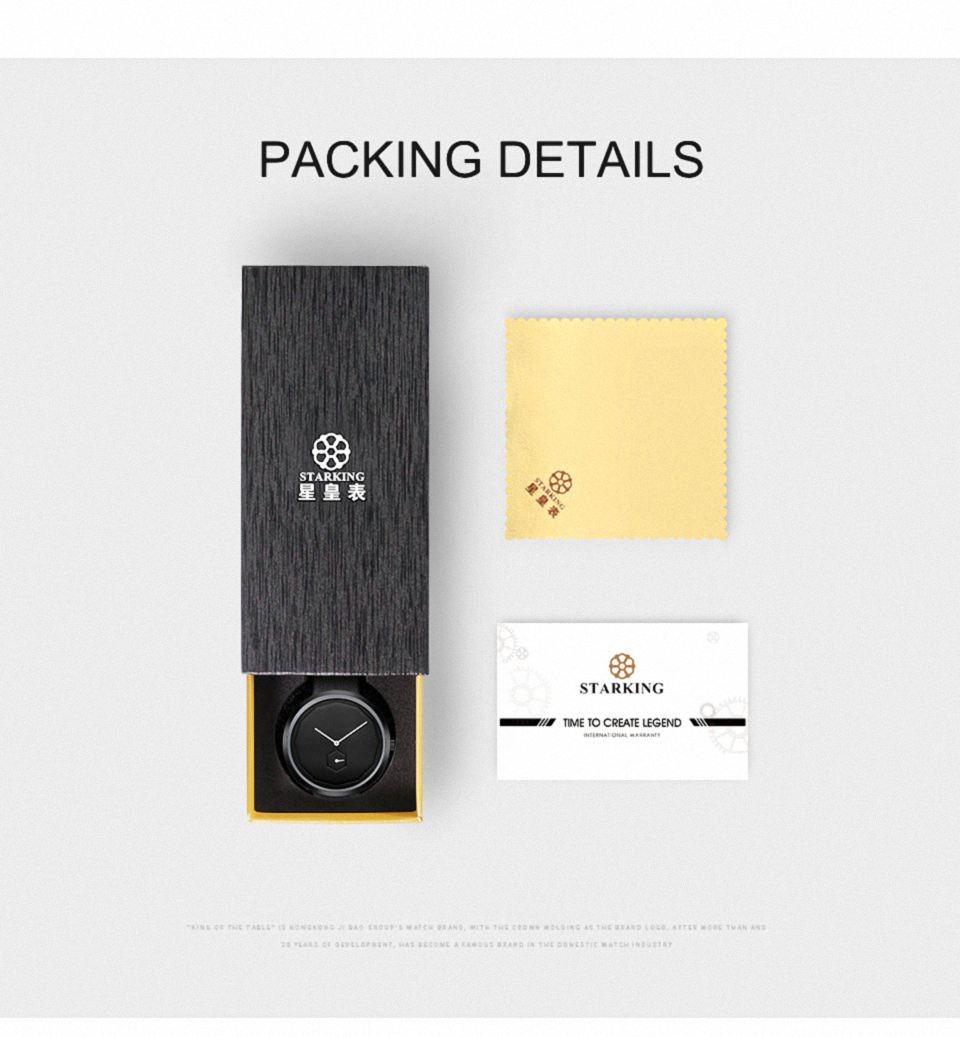 PACKING DETAILS
STARKING
星皇表
STARKING
星皇表
STARKING
TIME TO CREATE LEGEND
INTERNATIONAL WARRANTY
"KING OF THE TABLE" IS HONGKONG JI BAO GROUP'S WATCH BRAND, WITH THE CROWN MOLDING AS THE BRAND LOGO, AFTER MORE THAN AND
20 YEARS OF DEVELOPMENT, HAS BECOME A FAMOUS BRAND IN THE DOMESTIC WATCH INDUSTRY